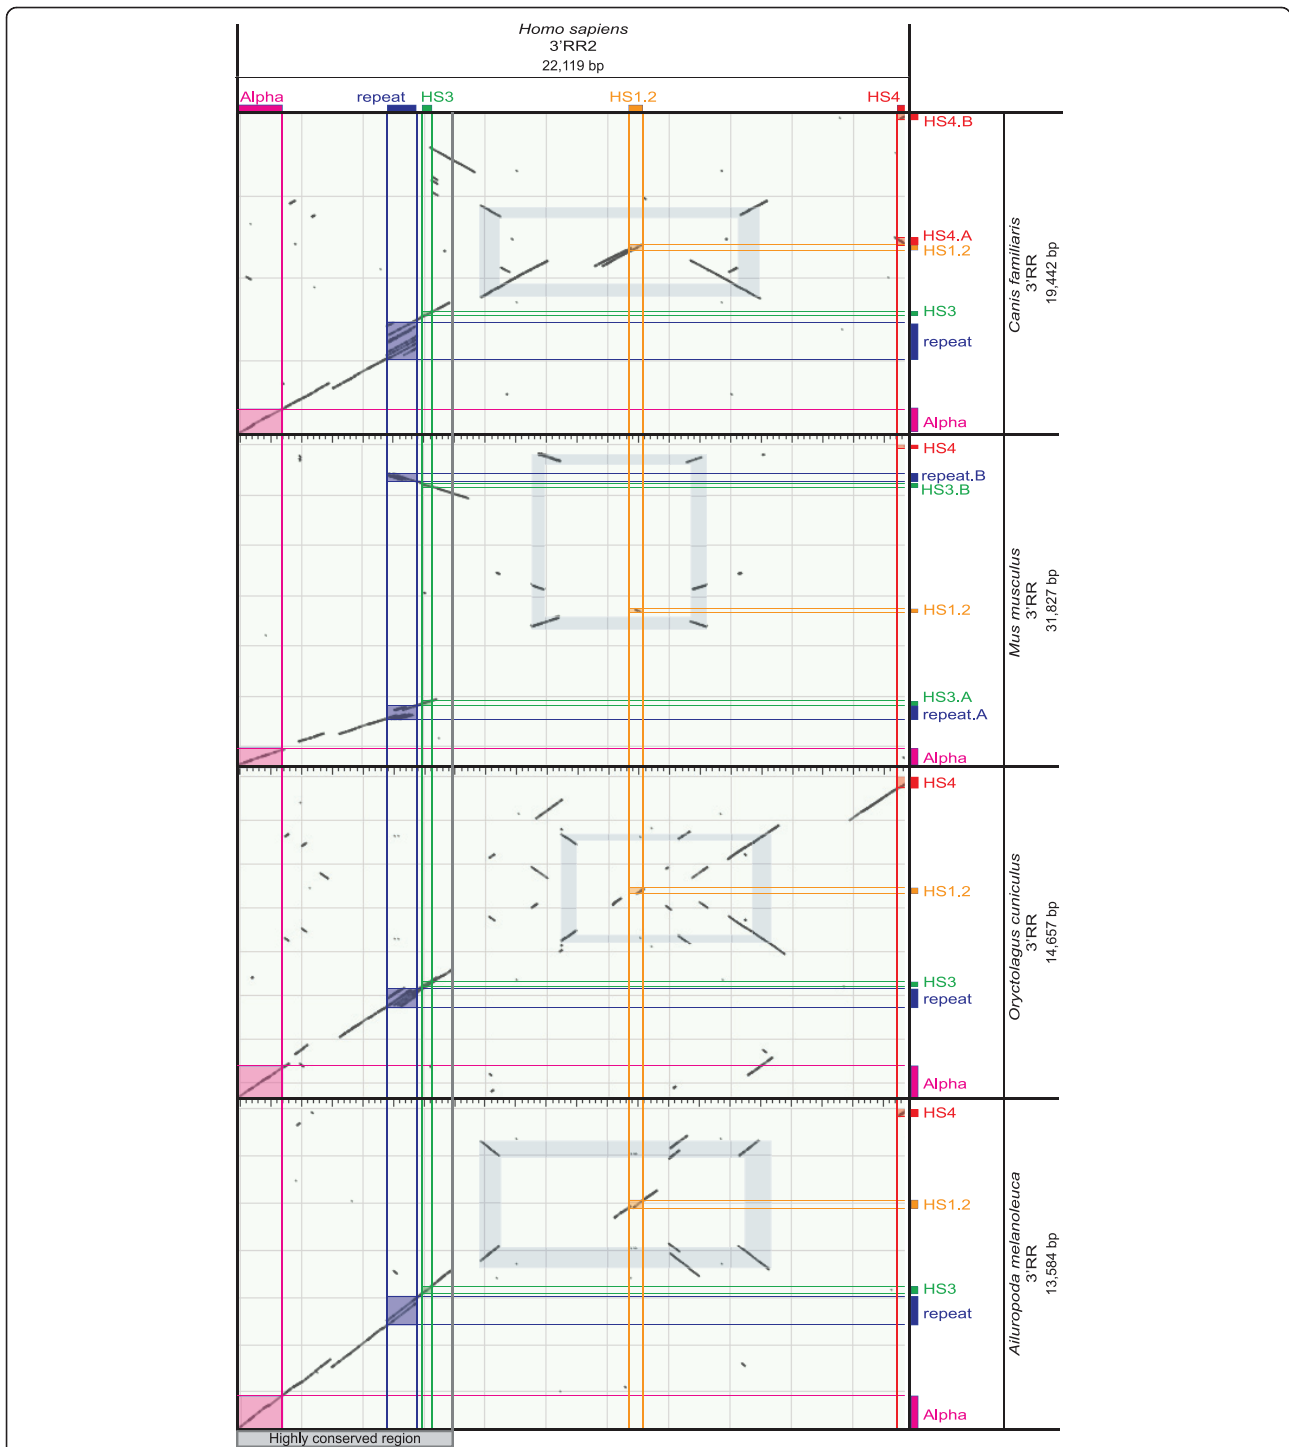 Homo sapiens
3'RR2
22,119 bp
Alpha repeat HS3 HS1.2 HS4
HS4.B
HS4.A
HS1.2
HS3
repeat
Alpha
Canis familiaris
3'RR
19,442 bp
HS4
repeat.B
HS3.B
HS1.2
HS3.A
repeat.A
Alpha
Mus musculus
3'RR
31,827 bp
HS4
HS1.2
HS3
repeat
Alpha
Oryctolagus cuniculus
3'RR
14,657 bp
HS4
HS1.2
HS3
repeat
Alpha
Ailuropoda melanoleuca
3'RR
13,584 bp
Highly conserved region